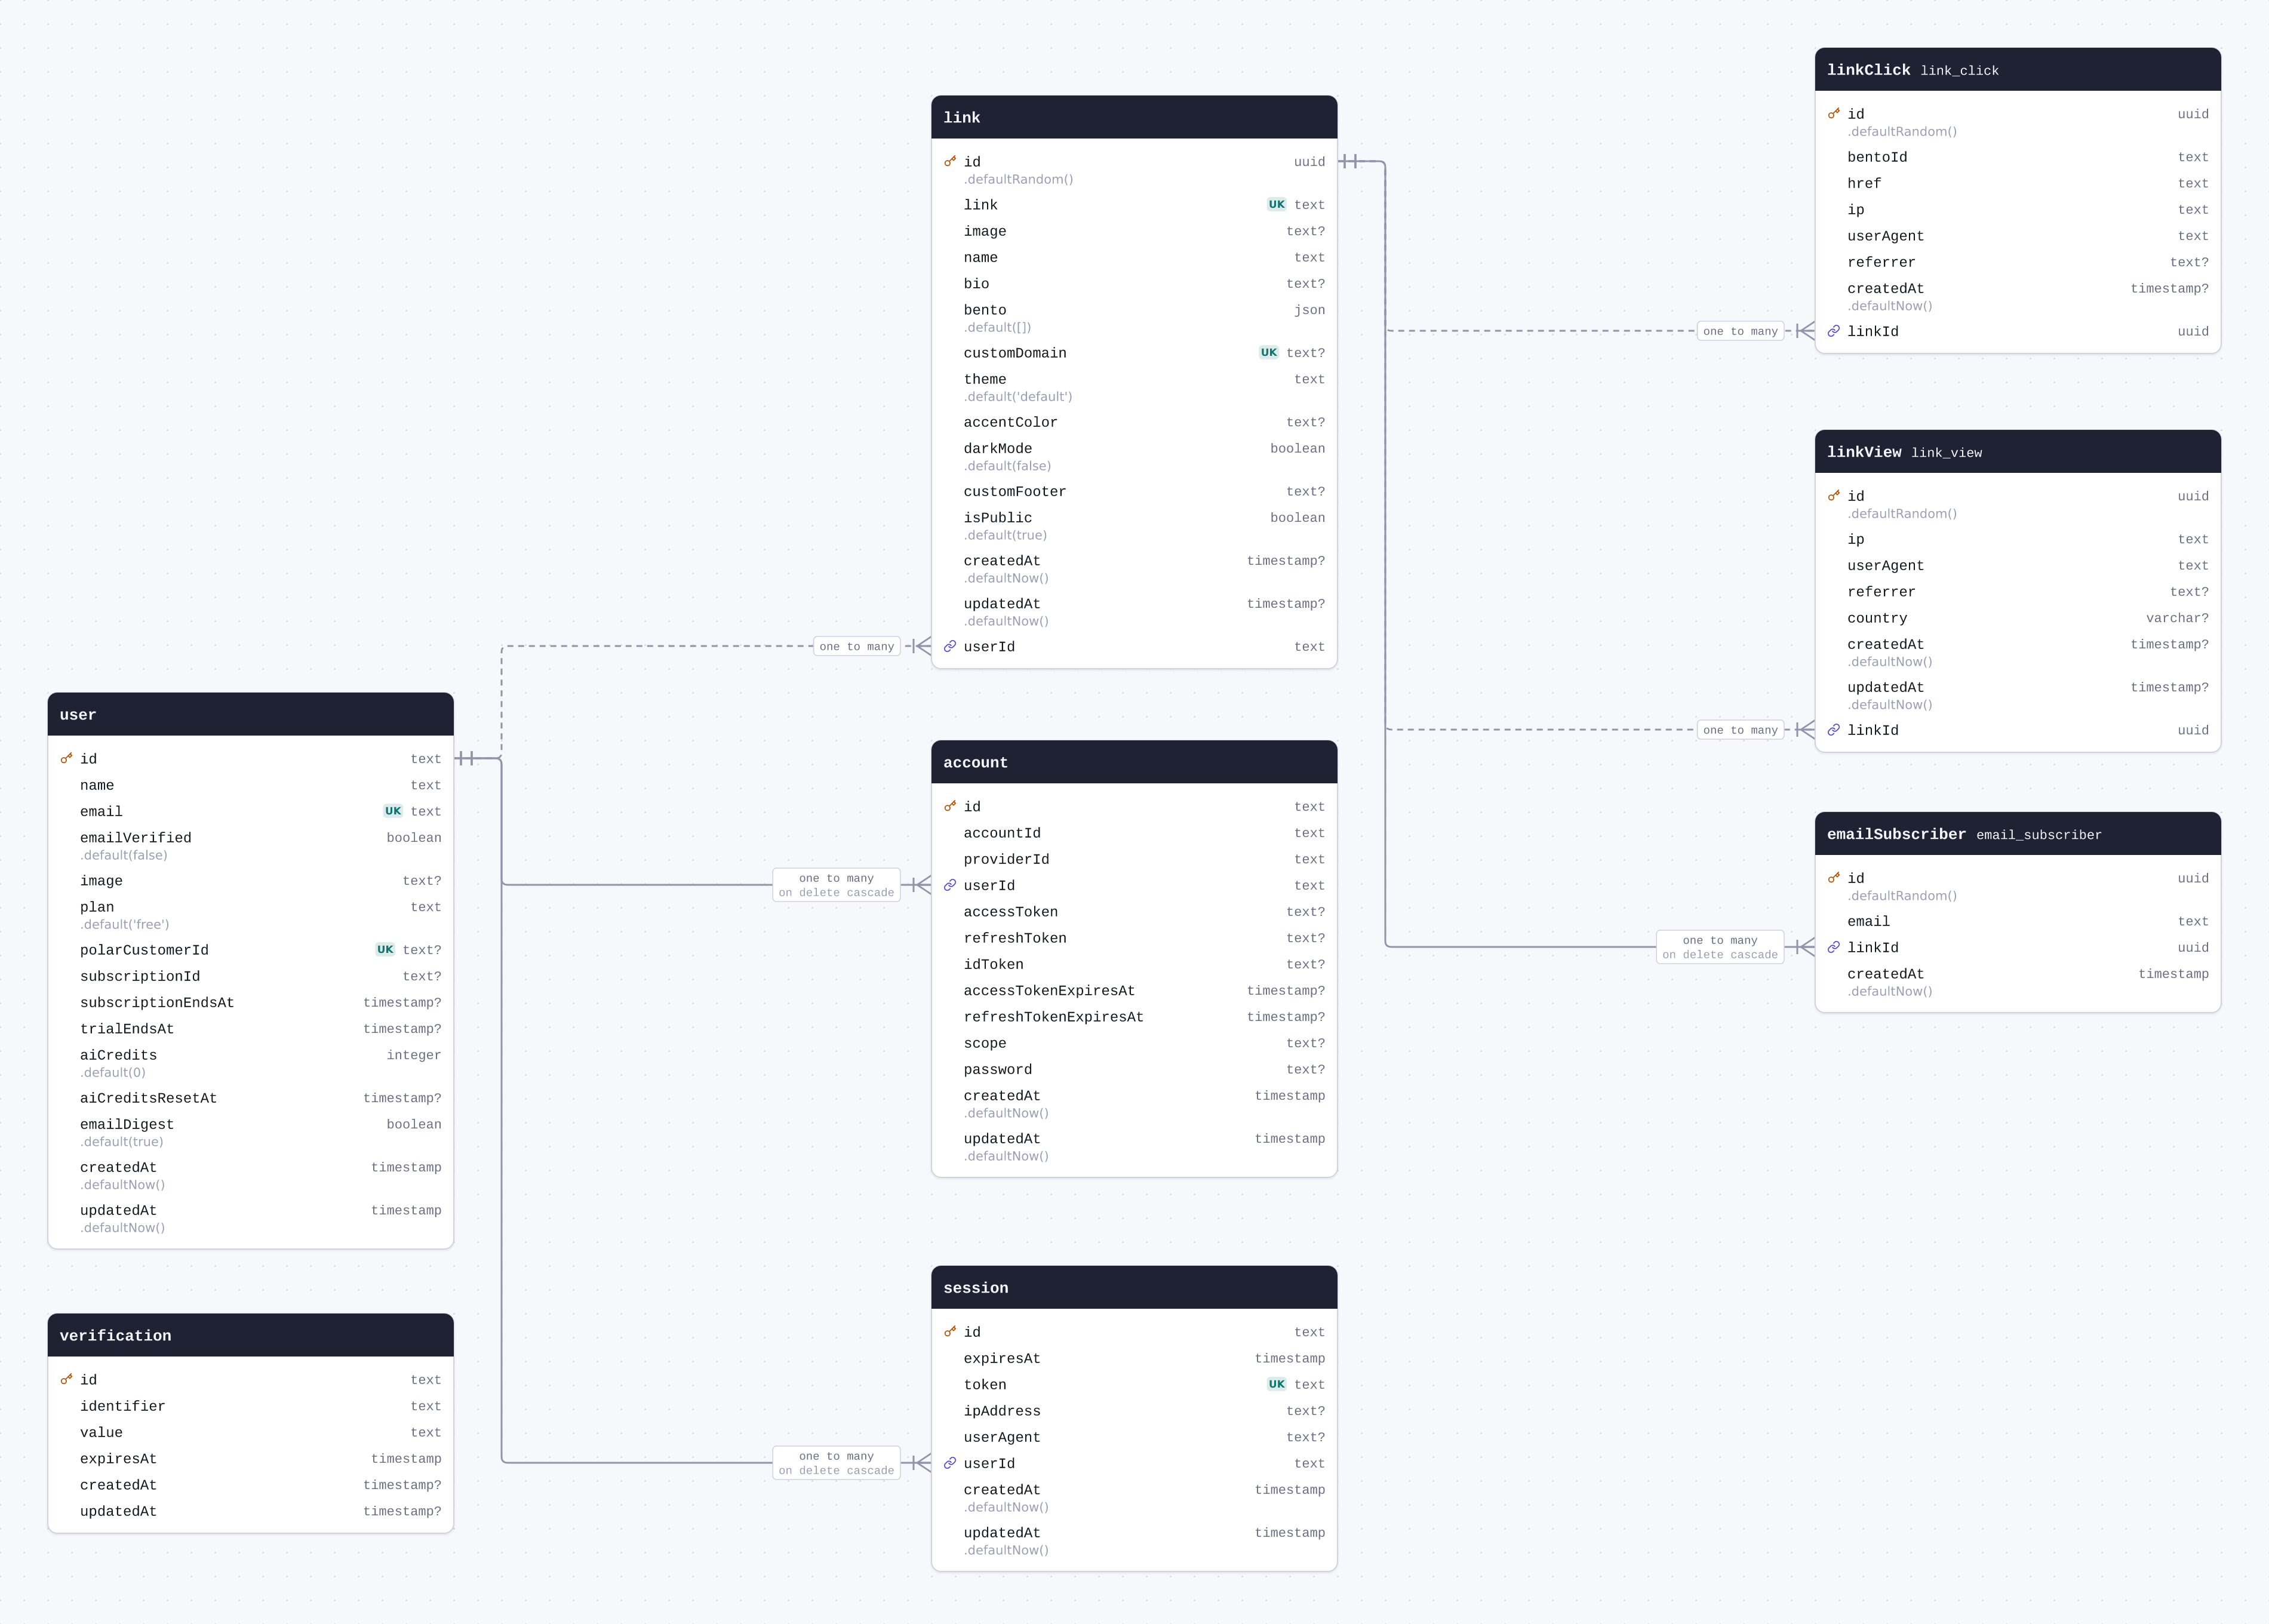 link
id uuid
.defaultRandom()
link UK text
image text?
name text
bio text?
bento json
.default([])
customDomain UK text?
theme text
.default('default')
accentColor text?
darkMode boolean
.default(false)
customFooter text?
isPublic boolean
.default(true)
createdAt timestamp?
.defaultNow()
updatedAt timestamp?
.defaultNow()
userId text
linkClick link_click
id uuid
.defaultRandom()
bentoId text
href text
ip text
userAgent text
referrer text?
createdAt timestamp?
.defaultNow()
linkId uuid
one to many
linkView link_view
id uuid
.defaultRandom()
ip text
userAgent text
referrer text?
country varchar?
createdAt timestamp?
.defaultNow()
updatedAt timestamp?
.defaultNow()
linkId uuid
one to many
one to many
user
id text
name text
email UK text
emailVerified boolean
.default(false)
image text?
plan text
.default('free')
polarCustomerId UK text?
subscriptionId text?
subscriptionEndsAt timestamp?
trialEndsAt timestamp?
aiCredits integer
.default(0)
aiCreditsResetAt timestamp?
emailDigest boolean
.default(true)
createdAt timestamp
.defaultNow()
updatedAt timestamp
.defaultNow()
account
id text
accountId text
providerId text
userId text
accessToken text?
refreshToken text?
idToken text?
accessTokenExpiresAt timestamp?
refreshTokenExpiresAt timestamp?
scope text?
password text?
createdAt timestamp
.defaultNow()
updatedAt timestamp
.defaultNow()
one to many
on delete cascade
emailSubscriber email_subscriber
id uuid
.defaultRandom()
email text
linkId uuid
createdAt timestamp
.defaultNow()
one to many
on delete cascade
verification
id text
identifier text
value text
expiresAt timestamp
createdAt timestamp?
updatedAt timestamp?
session
id text
expiresAt timestamp
token UK text
ipAddress text?
userAgent text?
userId text
createdAt timestamp
.defaultNow()
updatedAt timestamp
.defaultNow()
one to many
on delete cascade